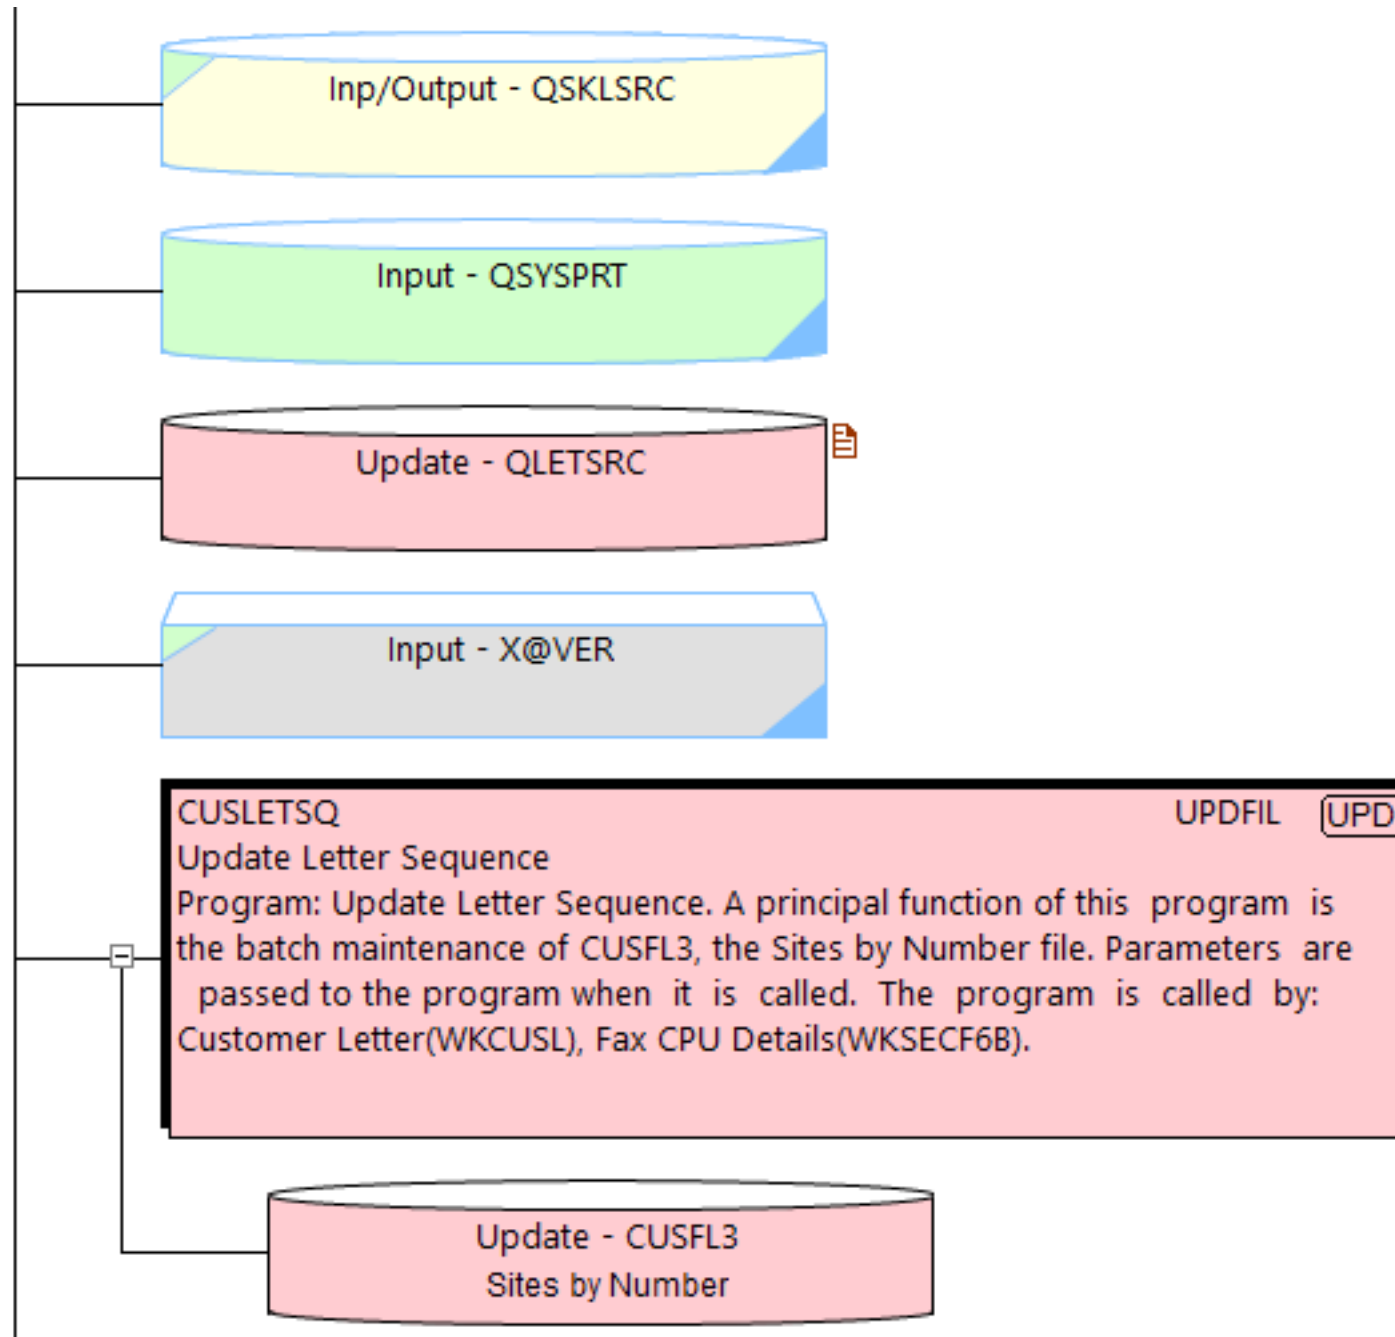 Inp/Output - QSKLSRC
Input - QSYSPRT
Update - QLETSRC
Input - X@VER
CUSLETSQ UPDFIL UPD
Update Letter Sequence
Program: Update Letter Sequence. A principal function of this program is
the batch maintenance of CUSFL3, the Sites by Number file. Parameters are
passed to the program when it is called. The program is called by:
Customer Letter(WKCUSL), Fax CPU Details(WKSECF6B).
Update - CUSFL3
Sites by Number